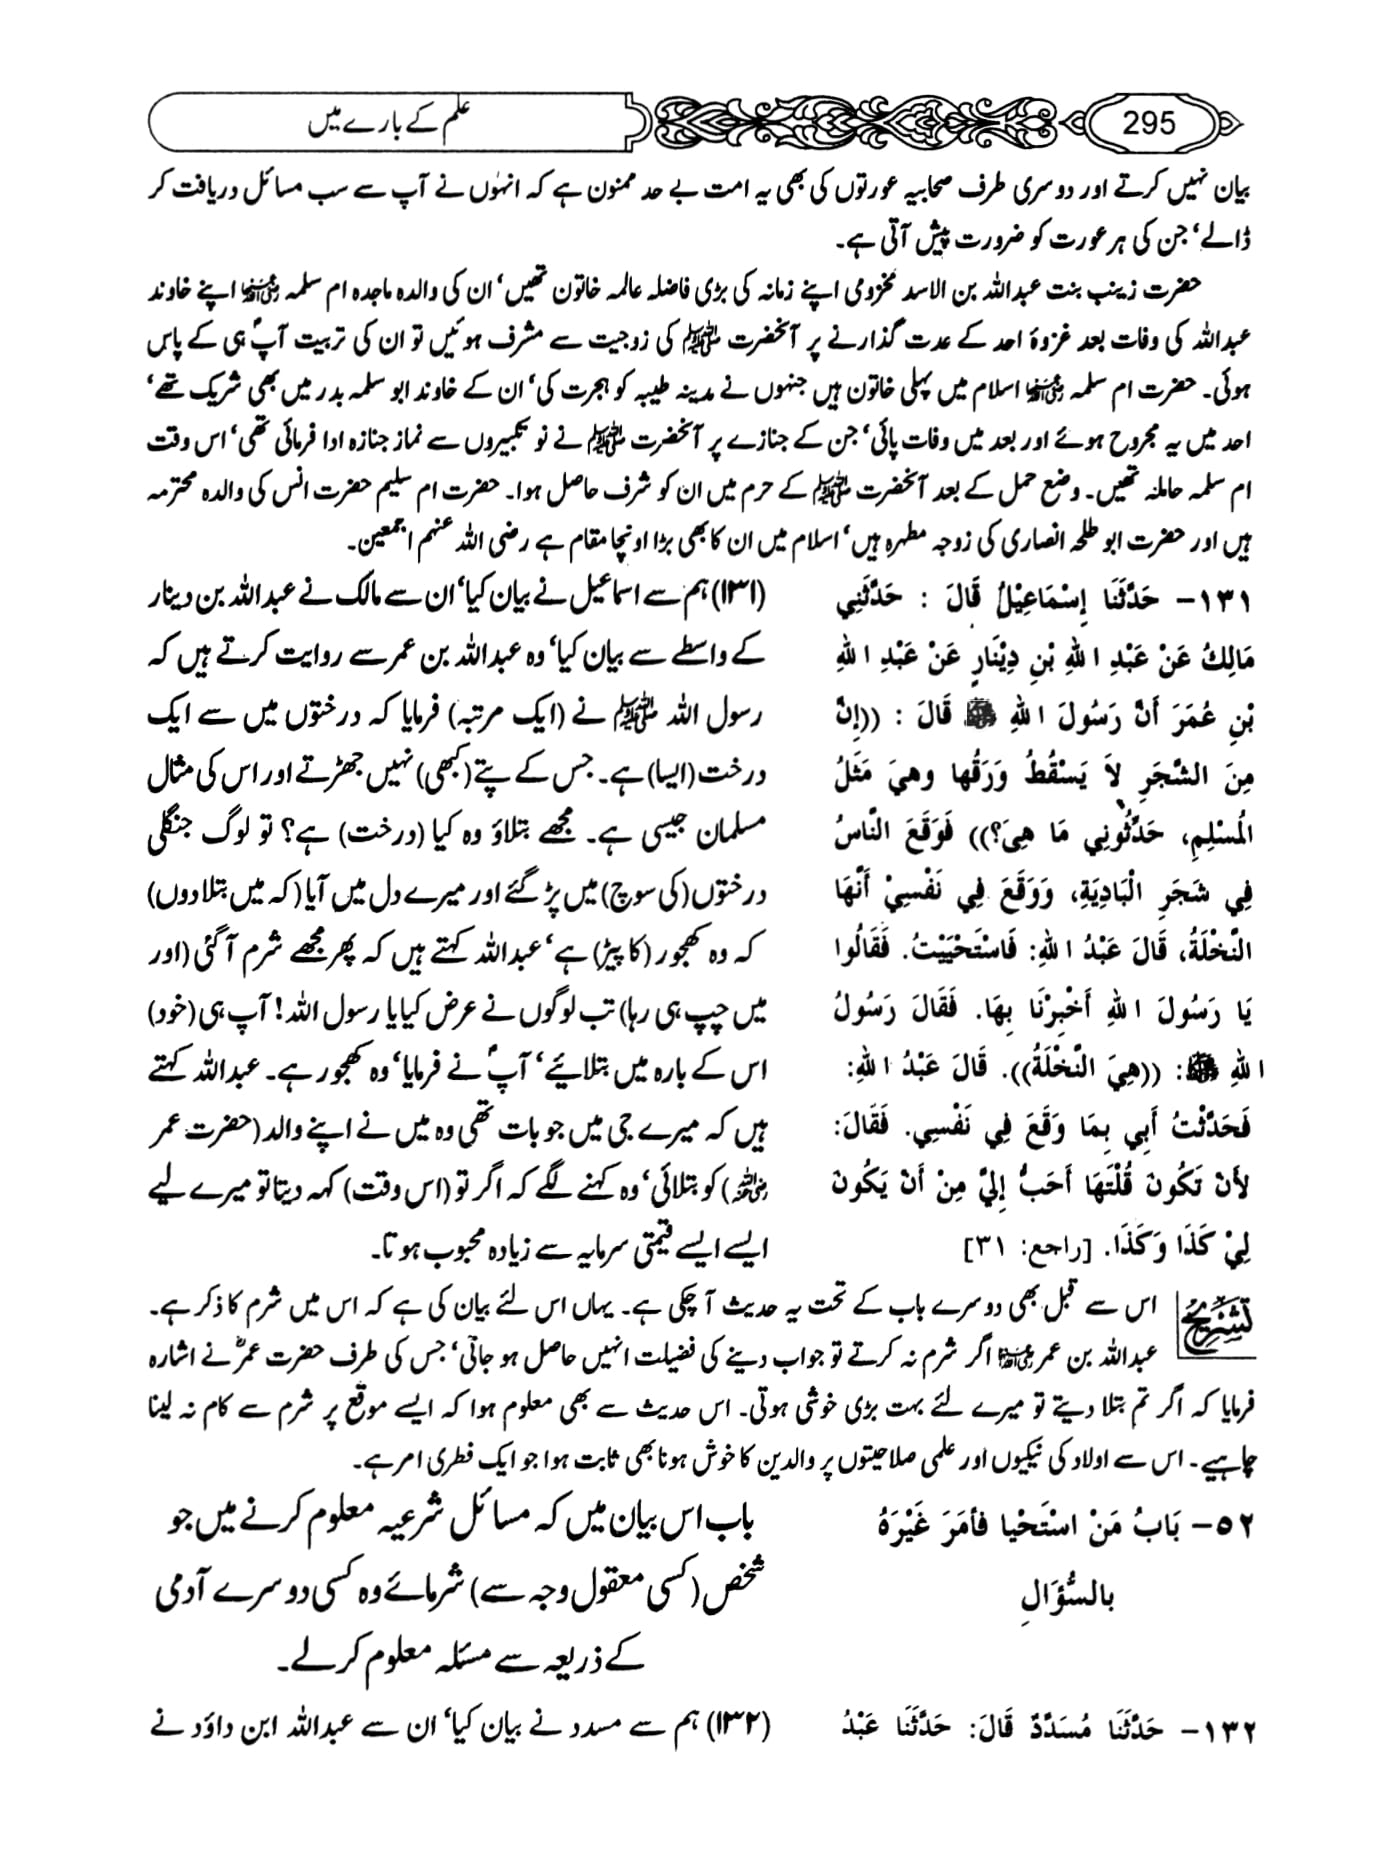 295
علم کے بارے میں
بیان نہیں کرتے اور دوسری طرف صحابیہ عورتوں کی بھی یہ امت بے حد ممنون ہے کہ انہوں نے آپ سے سب مسائل دریافت کر
ڈالے‘ جن کی ہر عورت کو ضرورت پیش آتی ہے۔
حضرت زینب بنت عبداللہ بن الاسد مخزومی اپنے زمانہ کی بڑی فاضلہ عالمہ خاتون تھیں‘ ان کی والدہ ماجدہ ام سلمہ رضی اللہ عنہا اپنے خاوند
عبداللہ کی وفات بعد غزوۂ احد کے عدت گذارنے پر آنحضرت ﷺ کی زوجیت سے مشرف ہوئیں تو ان کی تربیت آپؐ ہی کے پاس
ہوئی۔ حضرت ام سلمہ رضی اللہ عنہا اسلام میں پہلی خاتون ہیں جنہوں نے مدینہ طیبہ کو ہجرت کی‘ ان کے خاوند ابو سلمہ بدر میں بھی شریک تھے‘
احد میں یہ مجروح ہوئے اور بعد میں وفات پائی‘ جن کے جنازے پر آنحضرت ﷺ نے نو تکبیروں سے نماز جنازہ ادا فرمائی تھی‘ اس وقت
ام سلمہ حاملہ تھیں۔ وضع حمل کے بعد آنحضرت ﷺ کے حرم میں ان کو شرف حاصل ہوا۔ حضرت ام سلیم حضرت انس کی والدہ محترمہ
ہیں اور حضرت ابو طلحہ انصاری کی زوجہ مطہرہ ہیں‘ اسلام میں ان کا بھی بڑا اونچا مقام ہے رضی اللہ عنہم اجمعین۔
١٣١- حَدَّثَنَا إِسْمَاعِيْلُ قَالَ : حَدَّثَنِي
مَالِكُ عَنْ عَبْدِ اللهِ بْنِ دِيْنَارٍ عَنْ عَبْدِ اللهِ
بْنِ عُمَرَ أَنَّ رَسُولَ اللهِ ﷺ قَالَ : ((إِنَّ
مِنَ الشَّجَرِ لاَ يَسْقُطُ وَرَقُها وهيَ مَثَلُ
الْمُسْلِمِ، حَدِّثُونِي مَا هِيَ؟)) فَوَقَعَ النَّاسُ
فِي شَجَرِ الْبَادِيَةِ، وَوَقَعَ فِي نَفْسِيْ أَنَّهَا
النَّخْلَةُ، قَالَ عَبْدُ اللهِ: فَاسْتَحْيَيْتُ. فَقَالُوا
يَا رَسُولَ اللهِ أَخْبِرْنَا بِهَا. فَقَالَ رَسُولُ
اللهِ ﷺ: ((هِيَ النَّخْلَةُ)). قَالَ عَبْدُ اللهِ:
فَحَدَّثْتُ أَبِي بِمَا وَقَعَ فِي نَفْسِي. فَقَالَ:
لأَنْ تَكُونَ قُلْتَهَا أَحَبُّ إِلَيَّ مِنْ أَنْ يَكُونَ
لِيْ كَذَا وَكَذَا. [راجع: ٣١]
(۱۳۱) ہم سے اسماعیل نے بیان کیا‘ ان سے مالک نے عبداللہ بن دینار
کے واسطے سے بیان کیا‘ وہ عبداللہ بن عمر سے روایت کرتے ہیں کہ
رسول اللہ ﷺ نے (ایک مرتبہ) فرمایا کہ درختوں میں سے ایک
درخت (ایسا) ہے۔ جس کے پتے (کبھی) نہیں جھڑتے اور اس کی مثال
مسلمان جیسی ہے۔ مجھے بتلاؤ وہ کیا (درخت) ہے؟ تو لوگ جنگلی
درختوں (کی سوچ) میں پڑ گئے اور میرے دل میں آیا (کہ میں بتلا دوں)
کہ وہ کھجور (کا پیڑ) ہے‘ عبداللہ کہتے ہیں کہ پھر مجھے شرم آ گئی (اور
میں چپ ہی رہا) تب لوگوں نے عرض کیا یا رسول اللہ! آپ ہی (خود)
اس کے بارہ میں بتلائیے‘ آپؐ نے فرمایا‘ وہ کھجور ہے۔ عبداللہ کہتے
ہیں کہ میرے جی میں جو بات تھی وہ میں نے اپنے والد (حضرت عمر
رضی اللہ عنہ) کو بتلائی‘ وہ کہنے لگے کہ اگر تو (اس وقت) کہہ دیتا تو میرے لیے
ایسے ایسے قیمتی سرمایہ سے زیادہ محبوب ہوتا۔
تشریح اس سے قبل بھی دوسرے باب کے تحت یہ حدیث آ چکی ہے۔ یہاں اس لئے بیان کی ہے کہ اس میں شرم کا ذکر ہے۔
عبداللہ بن عمر رضی اللہ عنہما اگر شرم نہ کرتے تو جواب دینے کی فضیلت انہیں حاصل ہو جاتی‘ جس کی طرف حضرت عمرؓ نے اشارہ
فرمایا کہ اگر تم بتلا دیتے تو میرے لئے بہت بڑی خوشی ہوتی۔ اس حدیث سے بھی معلوم ہوا کہ ایسے موقع پر شرم سے کام نہ لینا
چاہیے۔ اس سے اولاد کی نیکیوں اور علمی صلاحیتوں پر والدین کا خوش ہونا بھی ثابت ہوا جو ایک فطری امر ہے۔
٥٢- بَابُ مَنْ اسْتَحْيا فأمَرَ غَيْرَهُ
بالسُّؤَالِ
باب اس بیان میں کہ مسائل شرعیہ معلوم کرنے میں جو
شخص (کسی معقول وجہ سے) شرمائے وہ کسی دوسرے آدمی
کے ذریعہ سے مسئلہ معلوم کر لے۔
١٣٢- حَدَّثَنَا مُسَدَّدٌ قَالَ: حَدَّثَنَا عَبْدُ
(۱۳۲) ہم سے مسدد نے بیان کیا‘ ان سے عبداللہ ابن داؤد نے